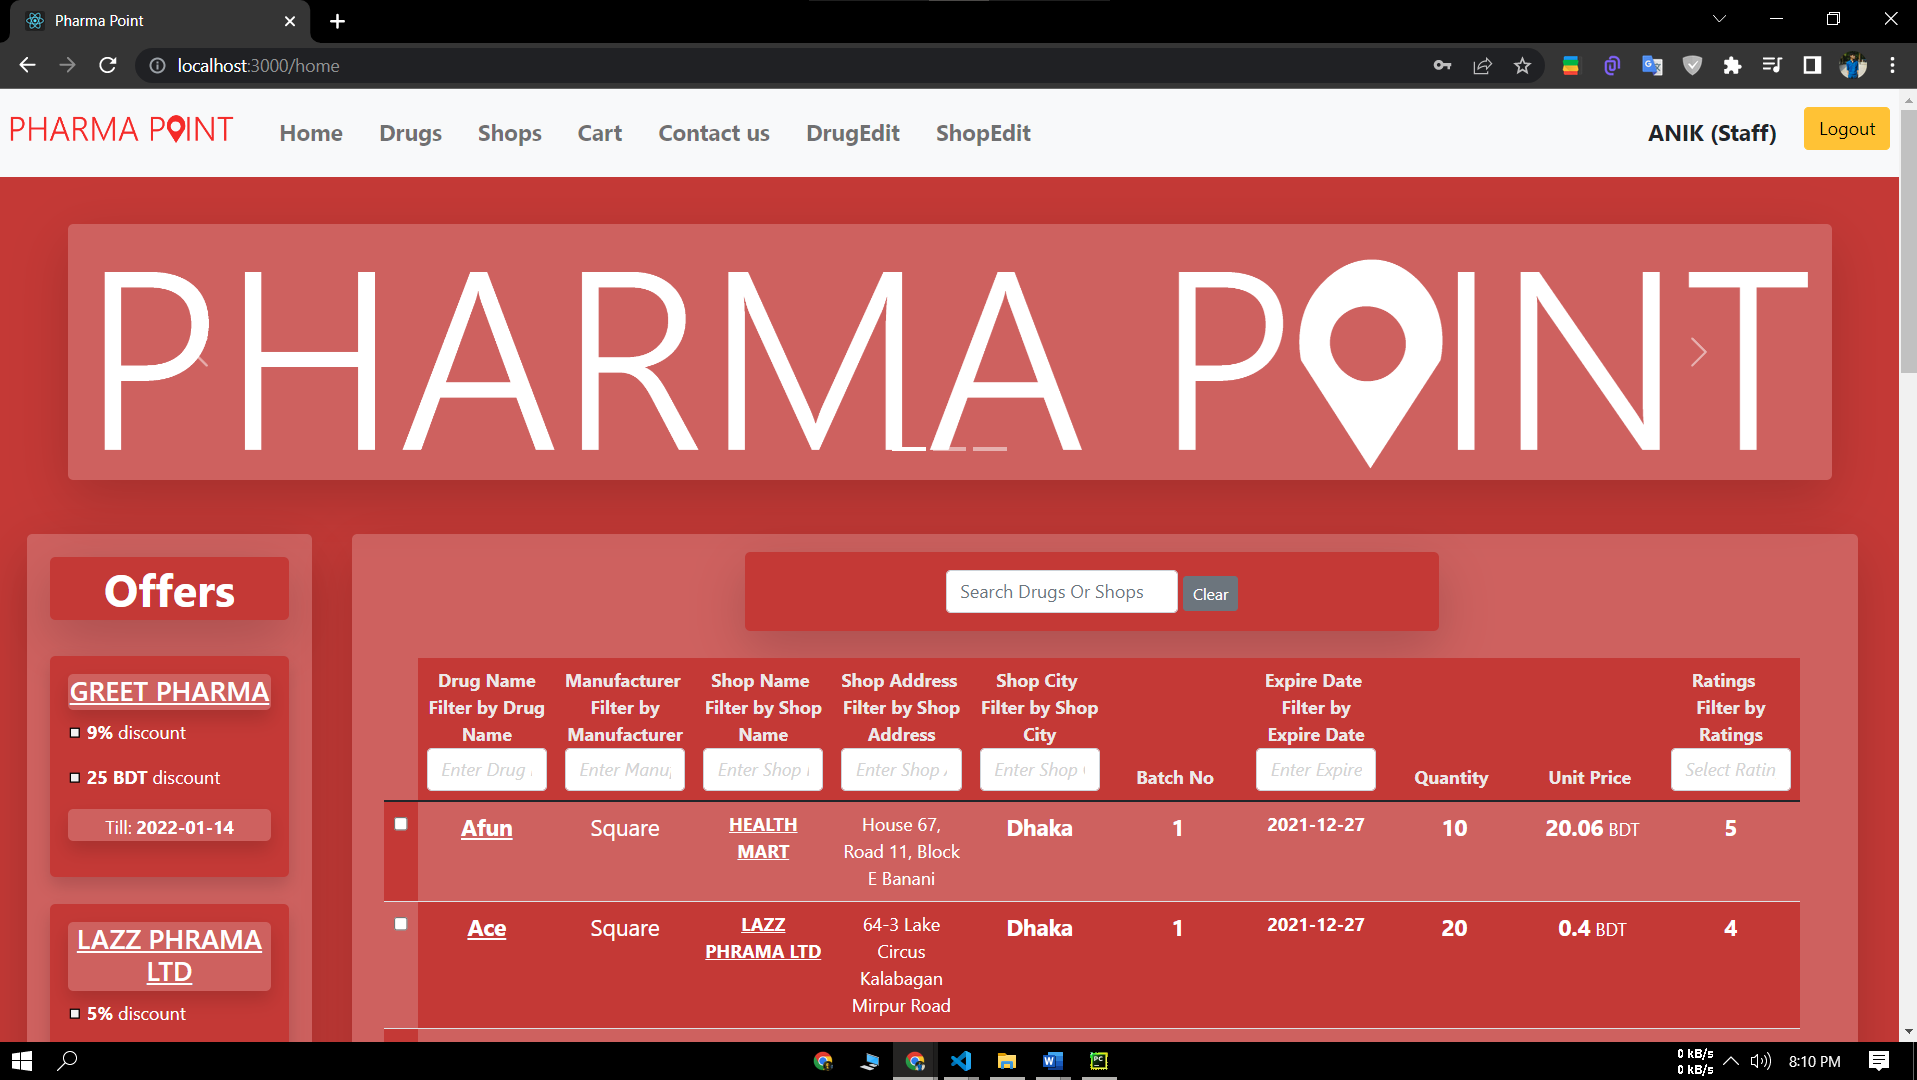 Pharma Point
localhost:3000/home
PHARMA POINT
Home
Drugs
Shops
Cart
Contact us
DrugEdit
ShopEdit
ANIK (Staff)
Logout
PHARMA POINT
Offers
GREET PHARMA
9% discount
25 BDT discount
Till: 2022-01-14
LAZZ PHRAMA
LTD
5% discount
Search Drugs Or Shops
Clear
Drug Name
Filter by Drug
Name
Enter Drug
Manufacturer
Filter by
Manufacturer
Enter Manu
Shop Name
Filter by Shop
Name
Enter Shop
Shop Address
Filter by Shop
Address
Enter Shop
Shop City
Filter by Shop
City
Enter Shop
Batch No
Expire Date
Filter by
Expire Date
Enter Expire
Quantity
Unit Price
Ratings
Filter by
Ratings
Select Ratin
Afun
Square
HEALTH
MART
House 67,
Road 11, Block
E Banani
Dhaka
1
2021-12-27
10
20.06 BDT
5
Ace
Square
LAZZ
PHRAMA LTD
64-3 Lake
Circus
Kalabagan
Mirpur Road
Dhaka
1
2021-12-27
20
0.4 BDT
4
0 kB/s
0 kB/s
8:10 PM